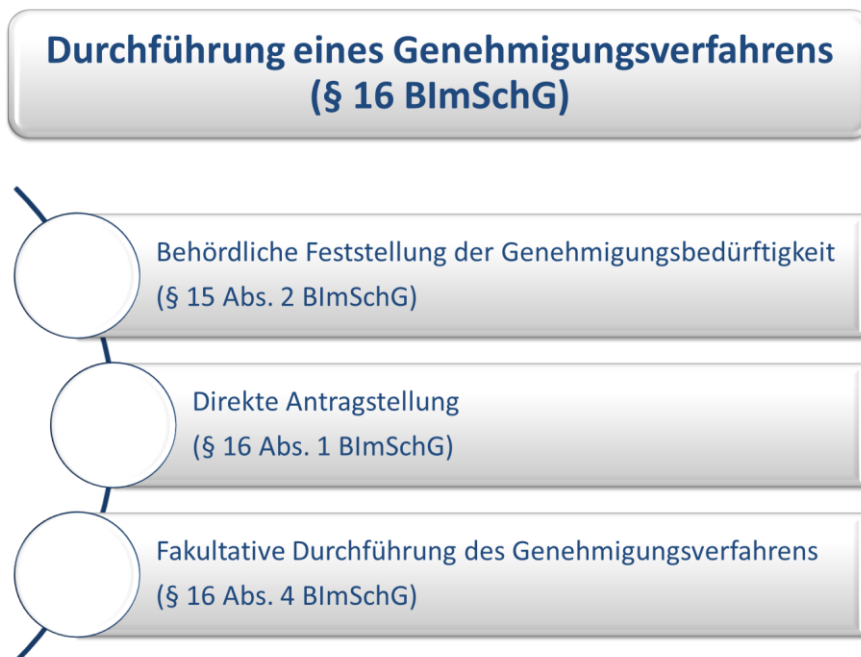 Durchführung eines Genehmigungsverfahrens
(§ 16 BImSchG)
Behördliche Feststellung der Genehmigungsbedürftigkeit
(§ 15 Abs. 2 BImSchG)
Direkte Antragstellung
(§ 16 Abs. 1 BImSchG)
Fakultative Durchführung des Genehmigungsverfahrens
(§ 16 Abs. 4 BImSchG)